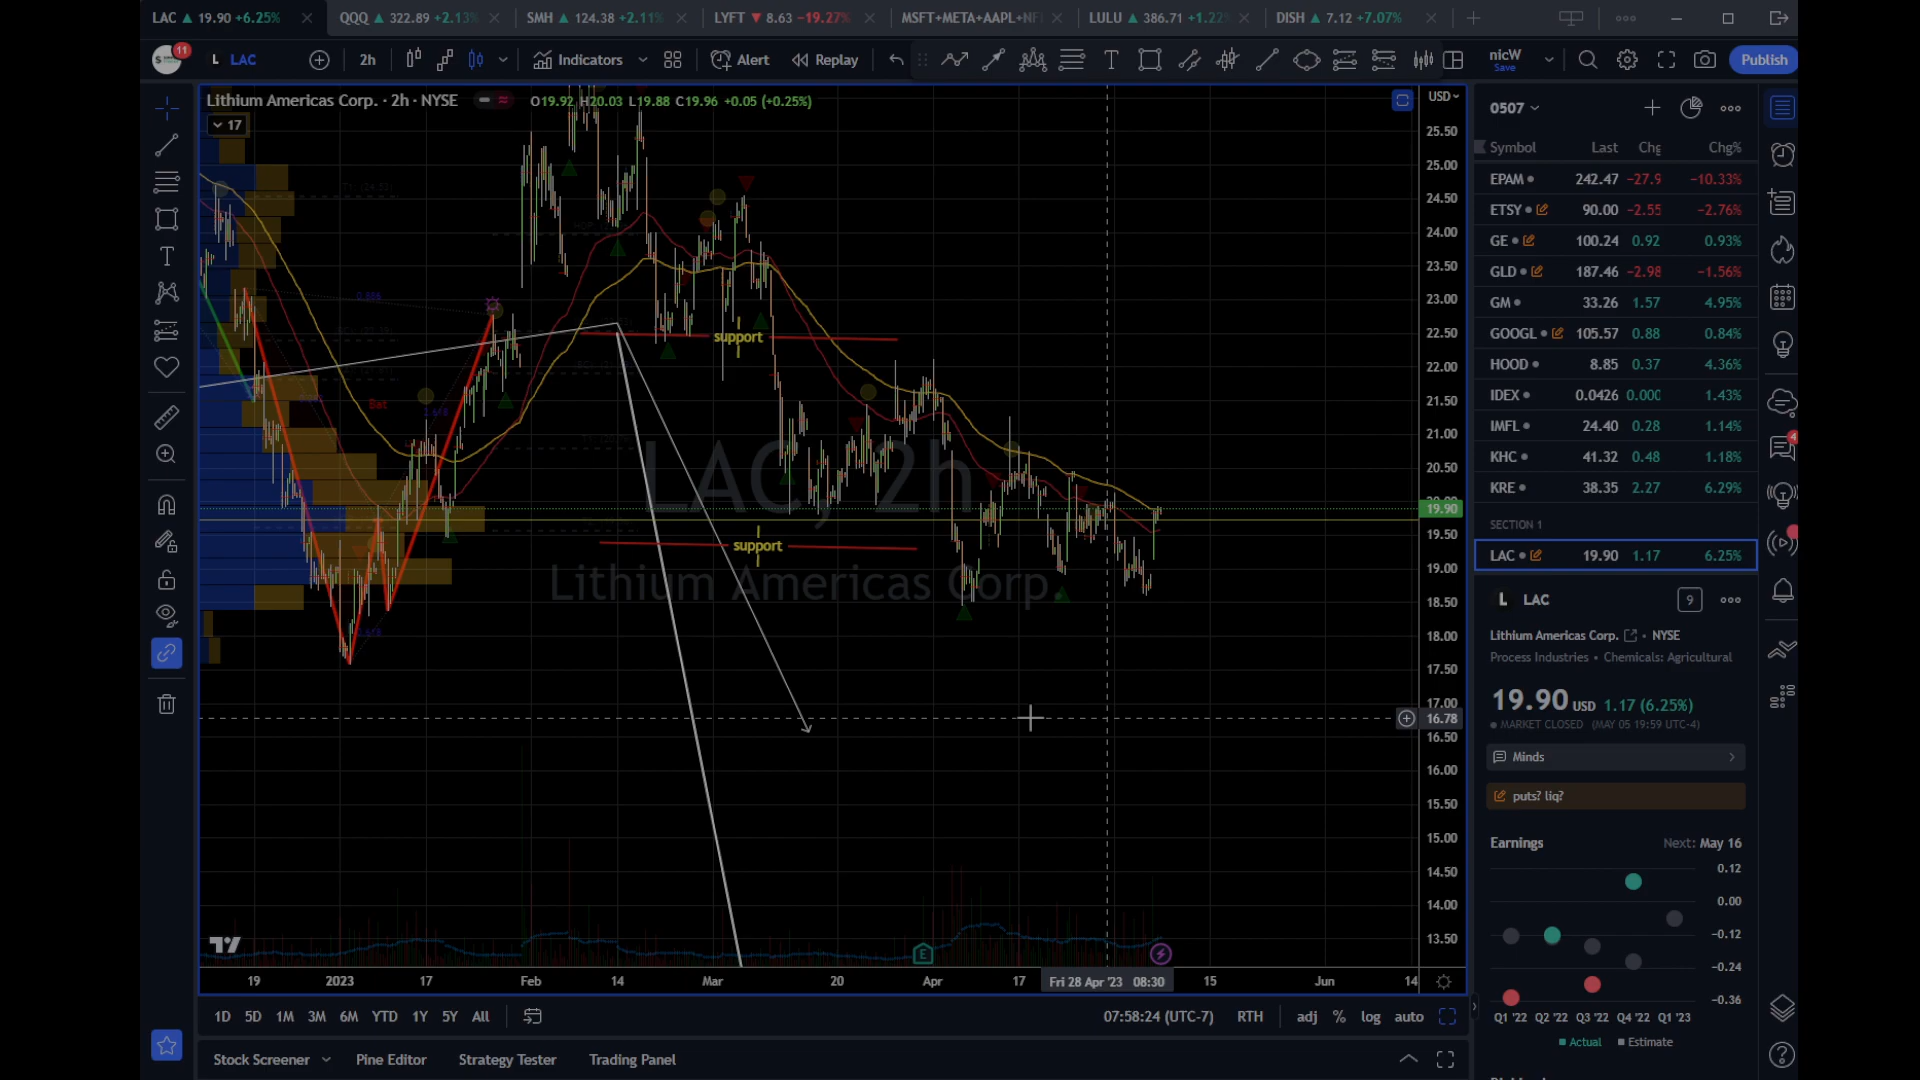 LAC ▲ 19.90 +6.25%
QQQ ▲ 322.89 +2.13%
SMH ▲ 124.38 +2.11%
LYFT ▼ 8.63 −19.27%
MSFT+META+AAPL+NF
LULU ▲ 386.71 +1.22%
DISH ▲ 7.12 +7.07%
11
L LAC
2h
Indicators
Alert
Replay
nicW
Save
Publish
Lithium Americas Corp. · 2h · NYSE
O19.92 H20.03 L19.88 C19.96 +0.05 (+0.25%)
17
USD
25.50
25.00
24.50
24.00
23.50
23.00
22.50
22.00
21.50
21.00
20.50
19.90
19.50
19.00
18.50
18.00
17.50
17.00
16.78
16.50
16.00
15.50
15.00
14.50
14.00
13.50
support
support
Bat
0.886
LAC, 2h
Lithium Americas Corp.
E
19
2023
17
Feb
14
Mar
20
Apr
17
Fri 28 Apr '23 08:30
15
Jun
14
1D 5D 1M 3M 6M YTD 1Y 5Y All
07:58:24 (UTC-7)
RTH
adj % log auto
Stock Screener
Pine Editor
Strategy Tester
Trading Panel
0507
Symbol Last Chg Chg%
EPAM 242.47 −27.9 −10.33%
ETSY 90.00 −2.55 −2.76%
GE 100.24 0.92 0.93%
GLD 187.46 −2.98 −1.56%
GM 33.26 1.57 4.95%
GOOGL 105.57 0.88 0.84%
HOOD 8.85 0.37 4.36%
IDEX 0.0426 0.000 1.43%
IMFL 24.40 0.28 1.14%
KHC 41.32 0.48 1.18%
KRE 38.35 2.27 6.29%
SECTION 1
LAC 19.90 1.17 6.25%
L LAC
9
Lithium Americas Corp. • NYSE
Process Industries • Chemicals: Agricultural
19.90 USD 1.17 (6.25%)
MARKET CLOSED (MAY 05 19:59 UTC-4)
Minds
puts? liq?
Earnings
Next: May 16
0.12
0.00
−0.12
−0.24
−0.36
Q1 '22 Q2 '22 Q3 '22 Q4 '22 Q1 '23
Actual
Estimate
4